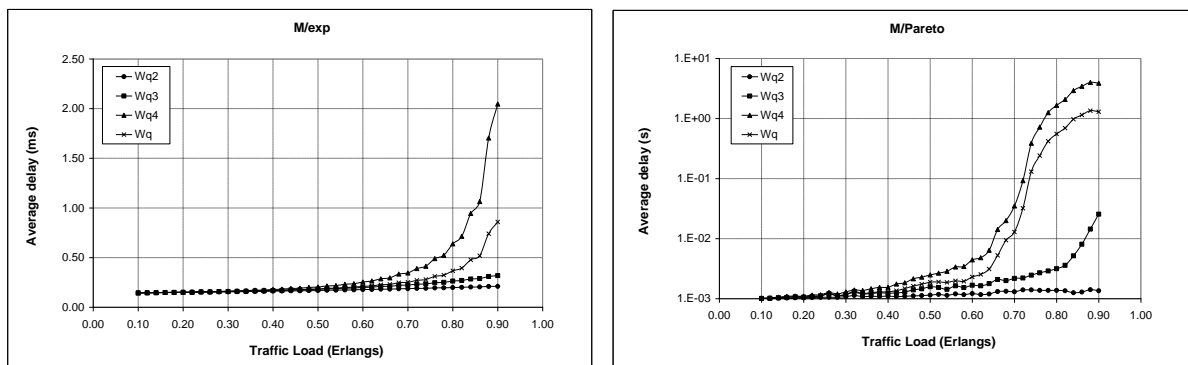 M/exp
2.50
2.00
1.50
1.00
0.50
0.00
Average delay (ms)
Wq2
Wq3
Wq4
Wq
0.00 0.10 0.20 0.30 0.40 0.50 0.60 0.70 0.80 0.90 1.00
Traffic Load (Erlangs)
M/Pareto
1.E+01
1.E+00
1.E-01
1.E-02
1.E-03
Average delay (s)
Wq2
Wq3
Wq4
Wq
0.00 0.10 0.20 0.30 0.40 0.50 0.60 0.70 0.80 0.90 1.00
Traffic Load (Erlangs)